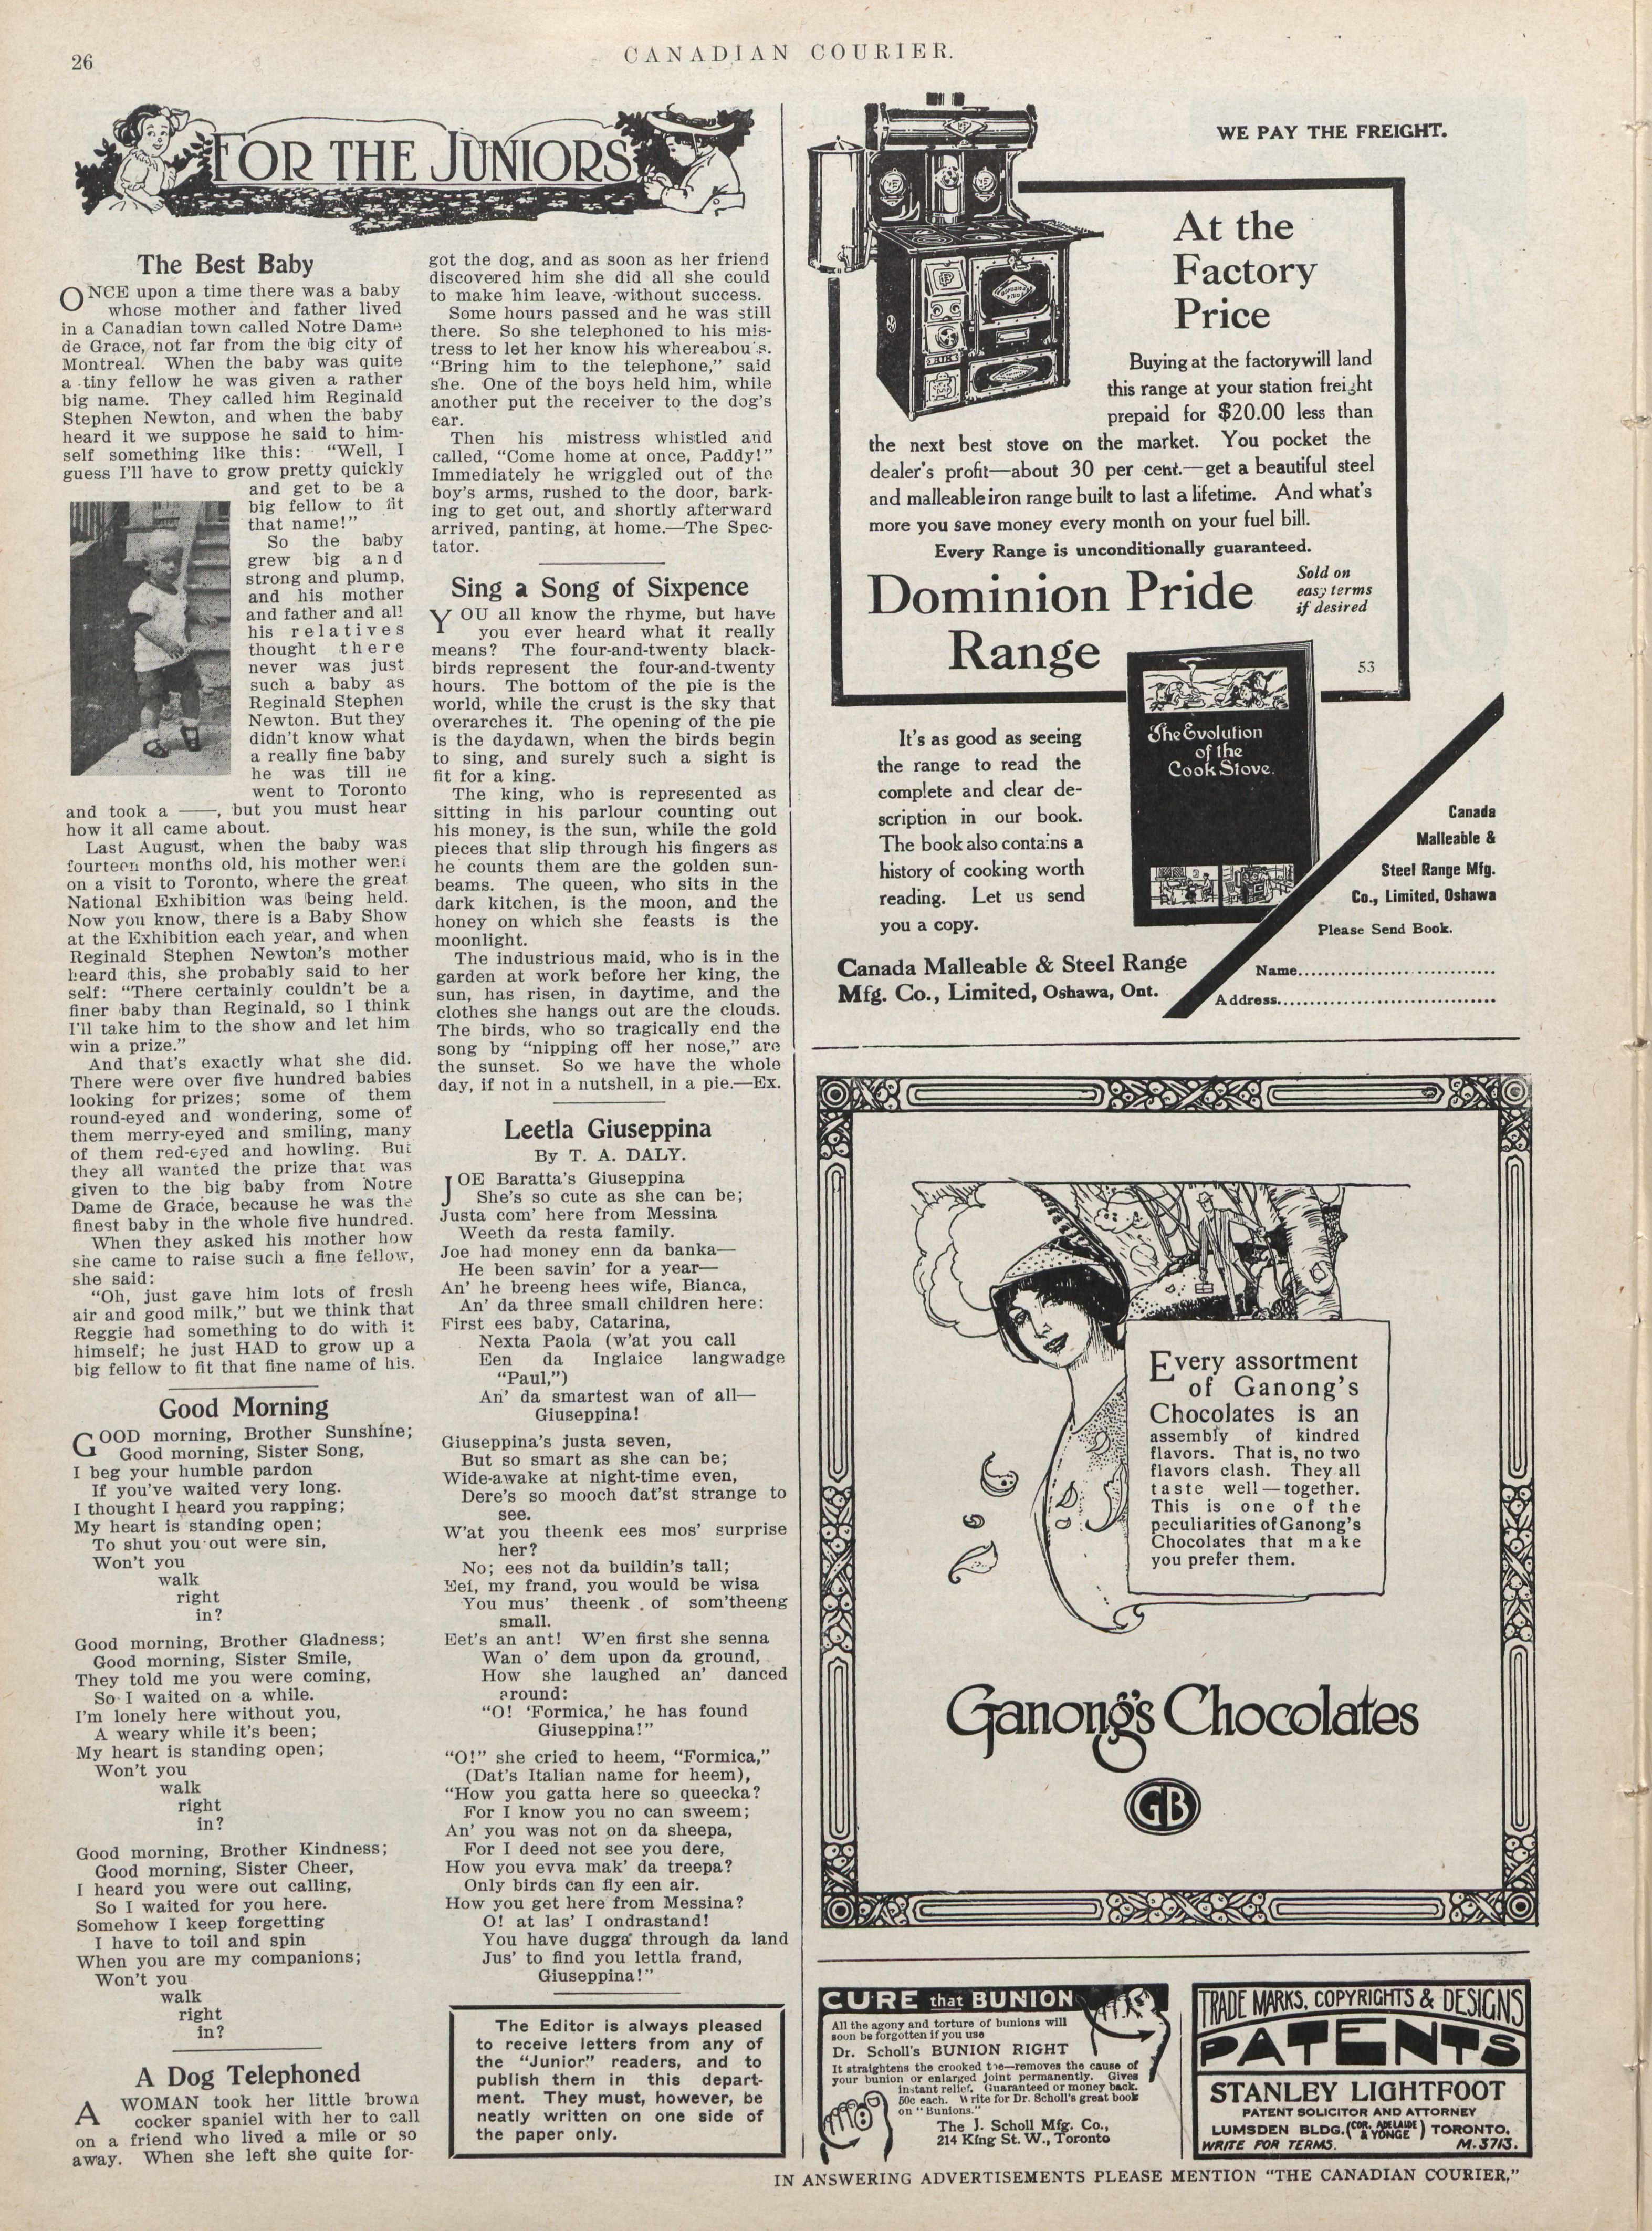 26
CANADIAN COURIER.
FOR THE JUNIORS
The Best Baby
ONCE upon a time there was a baby
whose mother and father lived
in a Canadian town called Notre Dame
de Grace, not far from the big city of
Montreal. When the baby was quite
a tiny fellow he was given a rather
big name. They called him Reginald
Stephen Newton, and when the baby
heard it we suppose he said to him-
self something like this: "Well, I
guess I'll have to grow pretty quickly
and get to be a
big fellow to fit
that name!"
So the baby
grew big and
strong and plump,
and his mother
and father and all
his relatives
thought there
never was just
such a baby as
Reginald Stephen
Newton. But they
didn't know what
a really fine baby
he was till he
went to Toronto
and took a ——, but you must hear
how it all came about.
Last August, when the baby was
fourteen months old, his mother went
on a visit to Toronto, where the great
National Exhibition was being held.
Now you know, there is a Baby Show
at the Exhibition each year, and when
Reginald Stephen Newton's mother
heard this, she probably said to her
self: "There certainly couldn't be a
finer baby than Reginald, so I think
I'll take him to the show and let him
win a prize."
And that's exactly what she did.
There were over five hundred babies
looking for prizes; some of them
round-eyed and wondering, some of
them merry-eyed and smiling, many
of them red-eyed and howling. But
they all wanted the prize that was
given to the big baby from Notre
Dame de Grace, because he was the
finest baby in the whole five hundred.
When they asked his mother how
she came to raise such a fine fellow,
she said:
"Oh, just gave him lots of fresh
air and good milk," but we think that
Reggie had something to do with it
himself; he just HAD to grow up a
big fellow to fit that fine name of his.
Good Morning
GOOD morning, Brother Sunshine;
Good morning, Sister Song,
I beg your humble pardon
If you've waited very long.
I thought I heard you rapping;
My heart is standing open;
To shut you out were sin,
Won't you
walk
right
in?
Good morning, Brother Gladness;
Good morning, Sister Smile,
They told me you were coming,
So I waited on a while.
I'm lonely here without you,
A weary while it's been;
My heart is standing open;
Won't you
walk
right
in?
Good morning, Brother Kindness;
Good morning, Sister Cheer,
I heard you were out calling,
So I waited for you here.
Somehow I keep forgetting
I have to toil and spin
When you are my companions;
Won't you
walk
right
in?
A Dog Telephoned
A WOMAN took her little brown
cocker spaniel with her to call
on a friend who lived a mile or so
away. When she left she quite for-
got the dog, and as soon as her friend
discovered him she did all she could
to make him leave, without success.
Some hours passed and he was still
there. So she telephoned to his mis-
tress to let her know his whereabouts.
"Bring him to the telephone," said
she. One of the boys held him, while
another put the receiver to the dog's
ear.
Then his mistress whistled and
called, "Come home at once, Paddy!"
Immediately he wriggled out of the
boy's arms, rushed to the door, bark-
ing to get out, and shortly afterward
arrived, panting, at home.—The Spec-
tator.
Sing a Song of Sixpence
YOU all know the rhyme, but have
you ever heard what it really
means? The four-and-twenty black-
birds represent the four-and-twenty
hours. The bottom of the pie is the
world, while the crust is the sky that
overarches it. The opening of the pie
is the daydawn, when the birds begin
to sing, and surely such a sight is
fit for a king.
The king, who is represented as
sitting in his parlour counting out
his money, is the sun, while the gold
pieces that slip through his fingers as
he counts them are the golden sun-
beams. The queen, who sits in the
dark kitchen, is the moon, and the
honey on which she feasts is the
moonlight.
The industrious maid, who is in the
garden at work before her king, the
sun, has risen, in daytime, and the
clothes she hangs out are the clouds.
The birds, who so tragically end the
song by "nipping off her nose," are
the sunset. So we have the whole
day, if not in a nutshell, in a pie.—Ex.
Leetla Giuseppina
By T. A. DALY.
JOE Baratta's Giuseppina
She's so cute as she can be;
Justa com' here from Messina
Weeth da resta family.
Joe had money enn da banka—
He been savin' for a year—
An' he breeng hees wife, Bianca,
An' da three small children here:
First ees baby, Catarina,
Nexta Paola (w'at you call
Een da Inglaice langwadge
"Paul,")
An' da smartest wan of all—
Giuseppina!
Giuseppina's justa seven,
But so smart as she can be;
Wide-awake at night-time even,
Dere's so mooch dat'st strange to
see.
W'at you theenk ees mos' surprise
her?
No; ees not da buildin's tall;
Eef, my frand, you would be wisa
You mus' theenk of som'theeng
small.
Eet's an ant! W'en first she senna
Wan o' dem upon da ground,
How she laughed an' danced
around:
"O! 'Formica,' he has found
Giuseppina!"
"O!" she cried to heem, "Formica,"
(Dat's Italian name for heem),
"How you gatta here so queecka?
For I know you no can sweem;
An' you was not on da sheepa,
For I deed not see you dere,
How you evva mak' da treepa?
Only birds can fly een air.
How you get here from Messina?
O! at las' I ondrastand!
You have dugga' through da land
Jus' to find you lettla frand,
Giuseppina!"
The Editor is always pleased
to receive letters from any of
the "Junior" readers, and to
publish them in this depart-
ment. They must, however, be
neatly written on one side of
the paper only.
WE PAY THE FREIGHT.
At the
Factory
Price
Buying at the factory will land
this range at your station freight
prepaid for $20.00 less than
the next best stove on the market. You pocket the
dealer's profit—about 30 per cent.—get a beautiful steel
and malleable iron range built to last a lifetime. And what's
more you save money every month on your fuel bill.
Every Range is unconditionally guaranteed.
Dominion Pride
Range
Sold on
easy terms
if desired
53
It's as good as seeing
the range to read the
complete and clear de-
scription in our book.
The book also contains a
history of cooking worth
reading. Let us send
you a copy.
The Evolution
of the
Cook Stove.
Canada Malleable & Steel Range
Mfg. Co., Limited, Oshawa, Ont.
Canada
Malleable &
Steel Range Mfg.
Co., Limited, Oshawa
Please Send Book.
Name
Address
Every assortment
of Ganong's
Chocolates is an
assembly of kindred
flavors. That is, no two
flavors clash. They all
taste well—together.
This is one of the
peculiarities of Ganong's
Chocolates that make
you prefer them.
Ganong's Chocolates
GB
CURE that BUNION
All the agony and torture of bunions will
soon be forgotten if you use
Dr. Scholl's BUNION RIGHT
It straightens the crooked toe—removes the cause of
your bunion or enlarged joint permanently. Gives
instant relief. Guaranteed or money back.
50c each. Write for Dr. Scholl's great book
on "Bunions."
The J. Scholl Mfg. Co.,
214 King St. W., Toronto
TRADE MARKS, COPYRIGHTS & DESIGNS
PATENTS
STANLEY LIGHTFOOT
PATENT SOLICITOR AND ATTORNEY
LUMSDEN BLDG. (COR. ADELAIDE & YONGE) TORONTO.
WRITE FOR TERMS. M. 3713.
IN ANSWERING ADVERTISEMENTS PLEASE MENTION "THE CANADIAN COURIER."